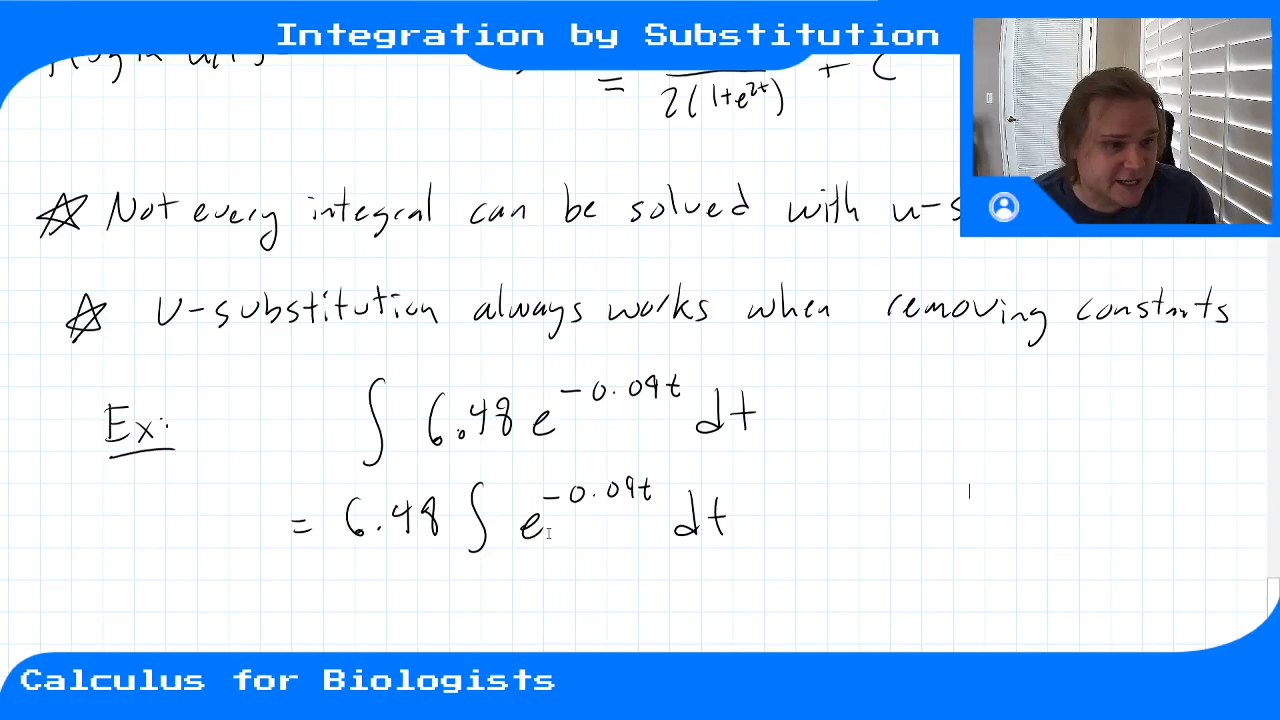 Integration by Substitution
= 2(1+e^{2t}) + C
☆ Not every integral can be solved with u-s
☆ U-substitution always works when removing constants
Ex: ∫ 6.48 e^{-0.09t} dt
= 6.48 ∫ e^{-0.09t} dt
Calculus for Biologists